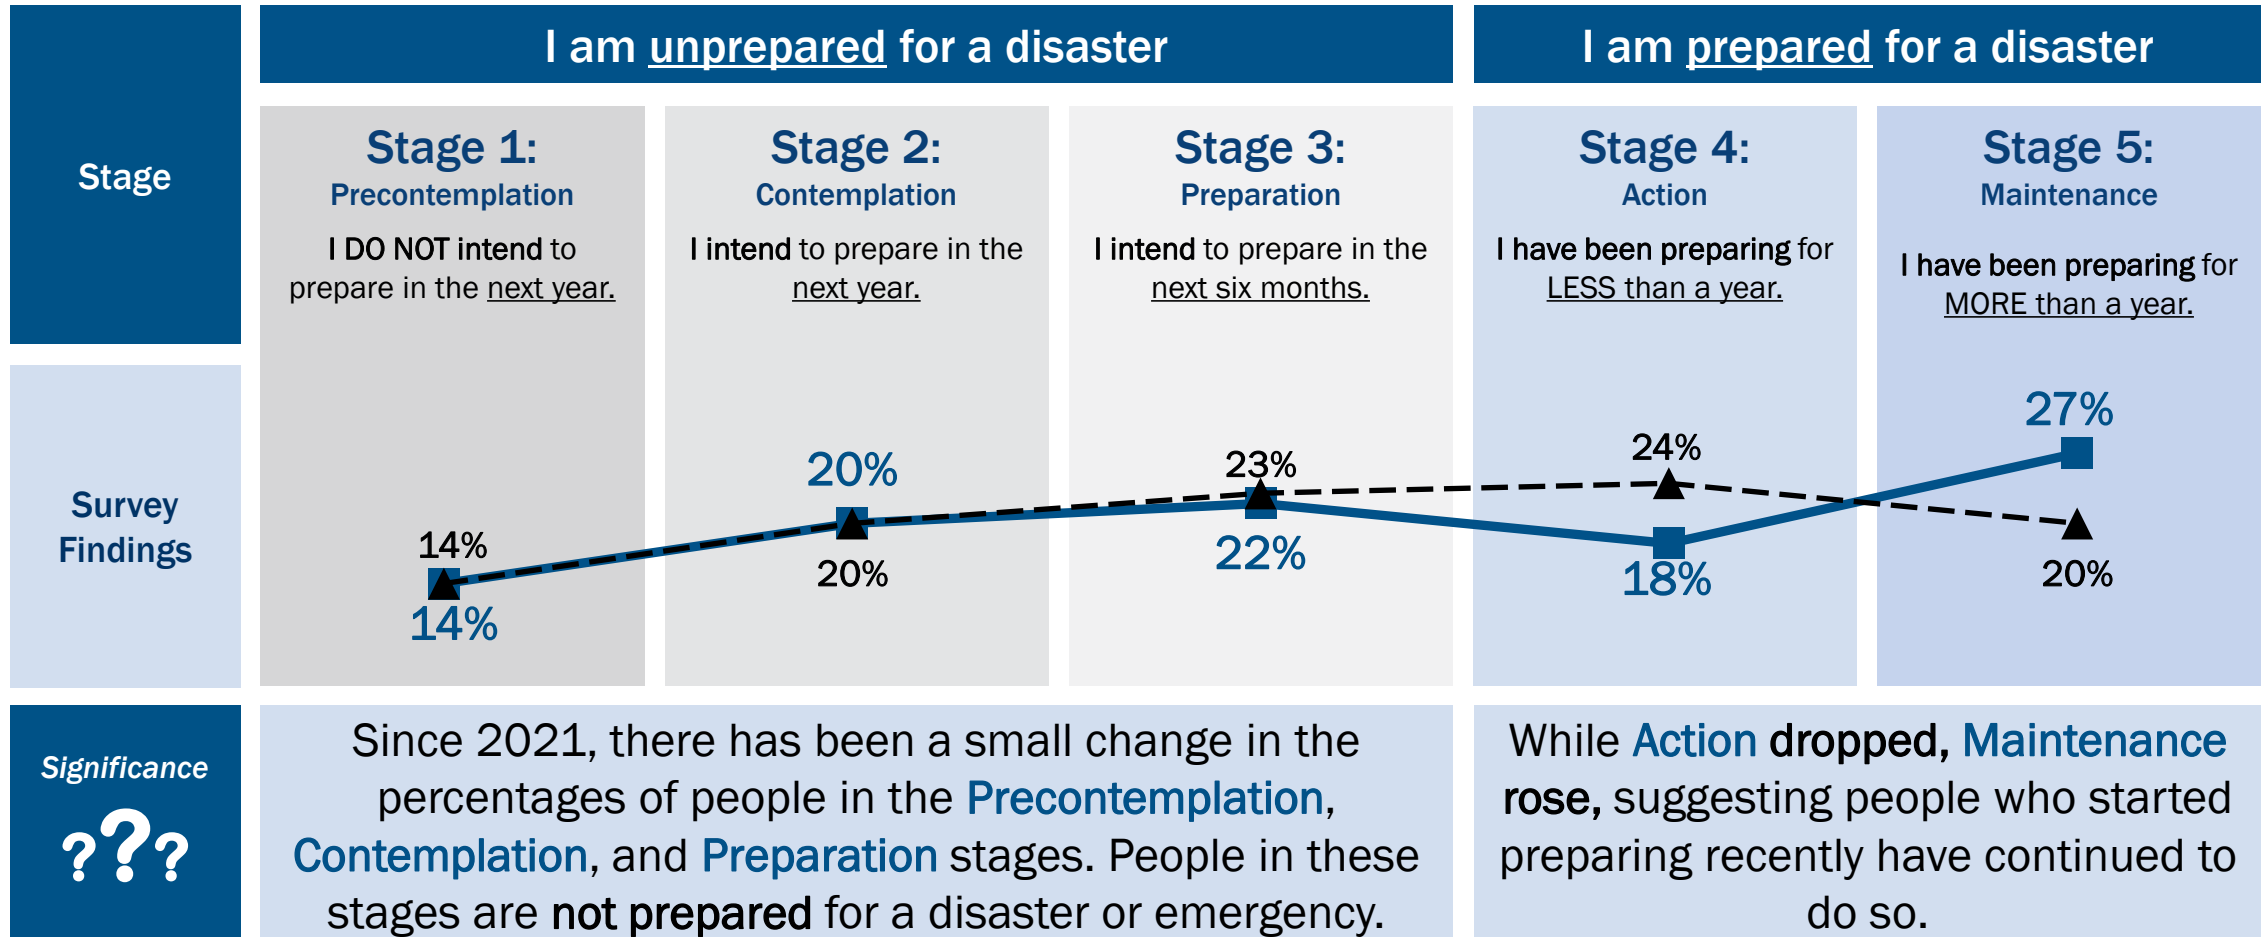 Stage
I am unprepared for a disaster
I am prepared for a disaster
Stage 1:
Precontemplation
I DO NOT intend to
prepare in the next year.
Stage 2:
Contemplation
I intend to prepare in the
next year.
Stage 3:
Preparation
I intend to prepare in the
next six months.
Stage 4:
Action
I have been preparing for
LESS than a year.
Stage 5:
Maintenance
I have been preparing for
MORE than a year.
Survey
Findings
14%
14%
20%
20%
23%
22%
24%
18%
27%
20%
Significance
???
Since 2021, there has been a small change in the
percentages of people in the Precontemplation,
Contemplation, and Preparation stages. People in these
stages are not prepared for a disaster or emergency.
While Action dropped, Maintenance
rose, suggesting people who started
preparing recently have continued to
do so.